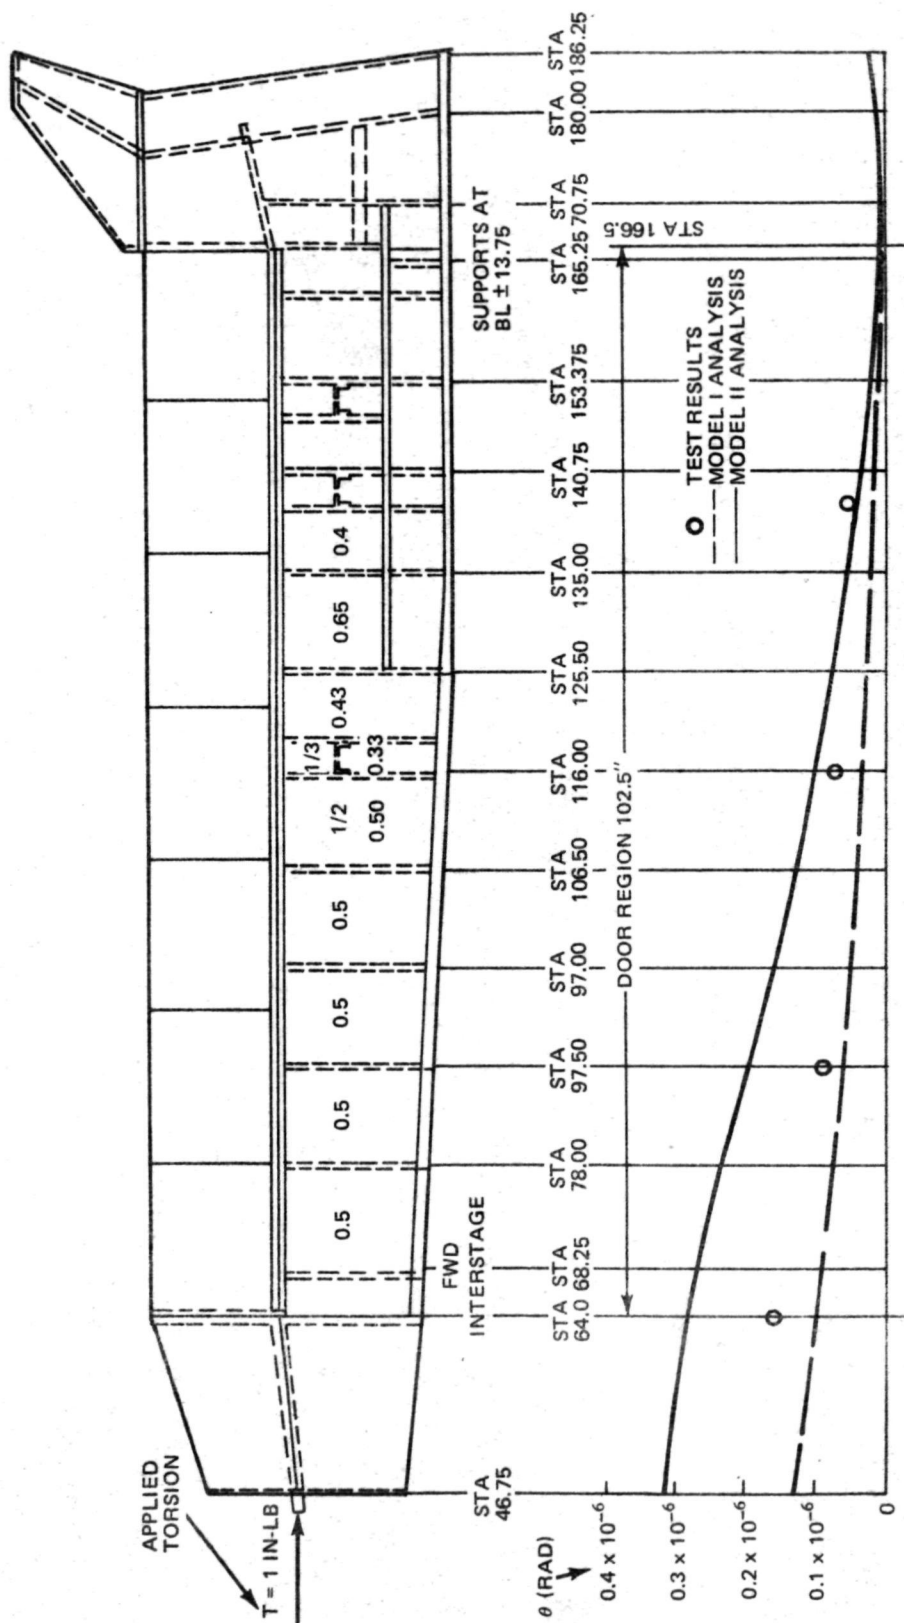 APPLIED
TORSION
T = 1 IN-LB
0.5
0.5
0.5
0.5
1/2
0.50
1/3
0.33
0.43
0.65
0.4
FWD
INTERSTAGE
SUPPORTS AT
BL ± 13.75
STA
46.75
STA
64.0
STA
68.25
STA
78.00
STA
97.50
STA
97.00
STA
106.50
STA
116.00
STA
125.50
STA
135.00
STA
140.75
STA
153.375
STA
165.25
STA
70.75
STA
180.00
STA
186.25
STA 166.5
DOOR REGION 102.5"
TEST RESULTS
MODEL I ANALYSIS
MODEL II ANALYSIS
θ (RAD)
0.4 x 10⁻⁶
0.3 x 10⁻⁶
0.2 x 10⁻⁶
0.1 x 10⁻⁶
0